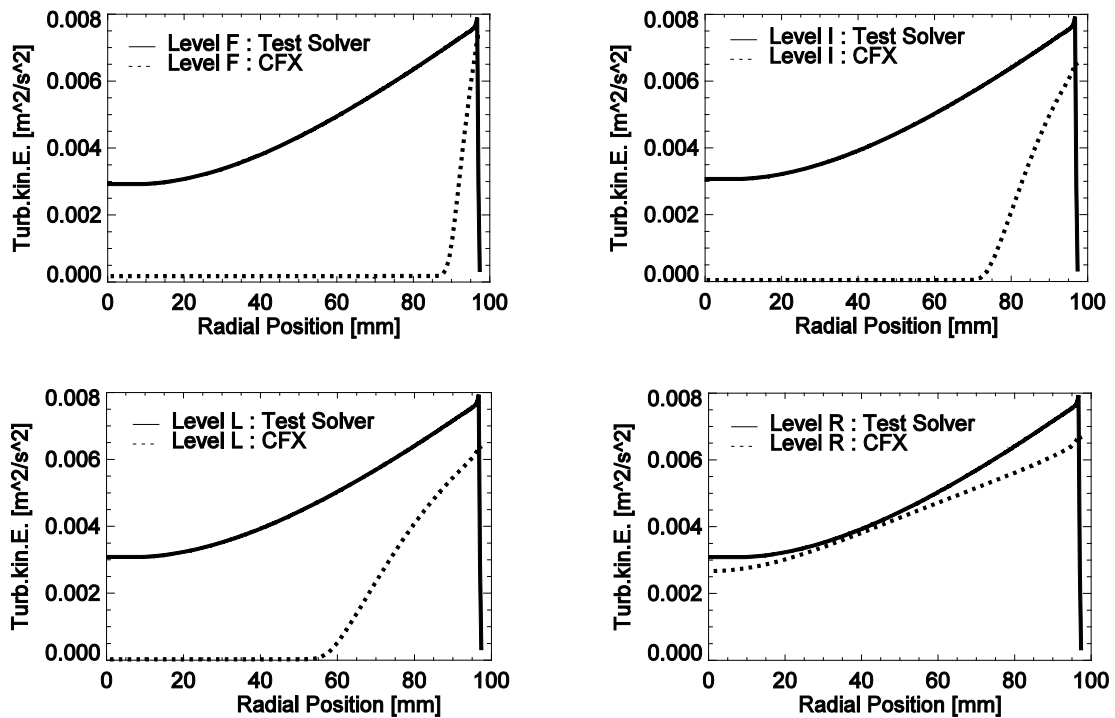 Turb.kin.E. [m^2/s^2]
0.008
0.006
0.004
0.002
0.000
Level F : Test Solver
Level F : CFX
0 20 40 60 80 100
Radial Position [mm]
Turb.kin.E. [m^2/s^2]
0.008
0.006
0.004
0.002
0.000
Level I : Test Solver
Level I : CFX
0 20 40 60 80 100
Radial Position [mm]
Turb.kin.E. [m^2/s^2]
0.008
0.006
0.004
0.002
0.000
Level L : Test Solver
Level L : CFX
0 20 40 60 80 100
Radial Position [mm]
Turb.kin.E. [m^2/s^2]
0.008
0.006
0.004
0.002
0.000
Level R : Test Solver
Level R : CFX
0 20 40 60 80 100
Radial Position [mm]